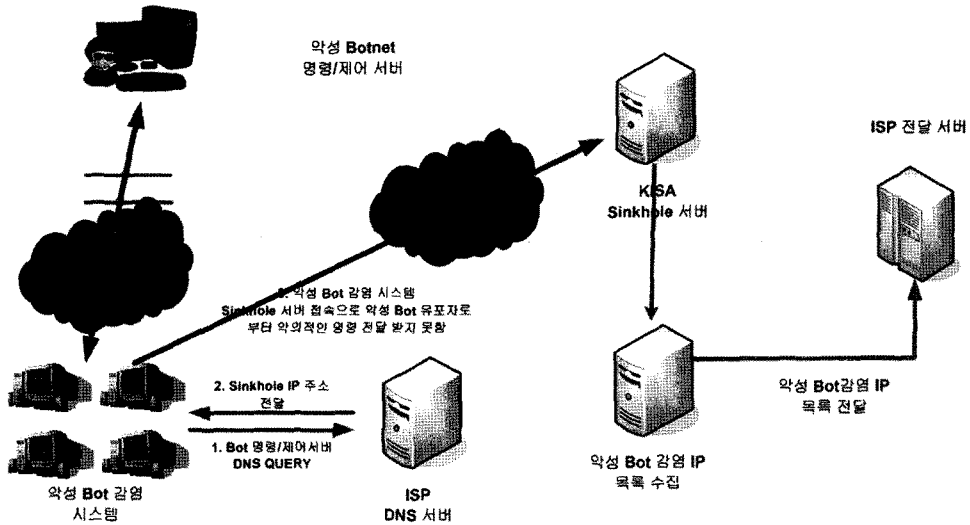 악성 Botnet
명령/제어 서버
ISP 전달 서버
KISA
Sinkhole 서버
3. 악성 Bot 감염 시스템
Sinkhole 서버 접속으로 악성 Bot 유포자로
부터 악의적인 명령 전달 받지 못함
2. Sinkhole IP 주소
전달
1. Bot 명령/제어서버
DNS QUERY
악성 Bot감염 IP
목록 전달
악성 Bot 감염 IP
목록 수집
악성 Bot 감염
시스템
ISP
DNS 서버